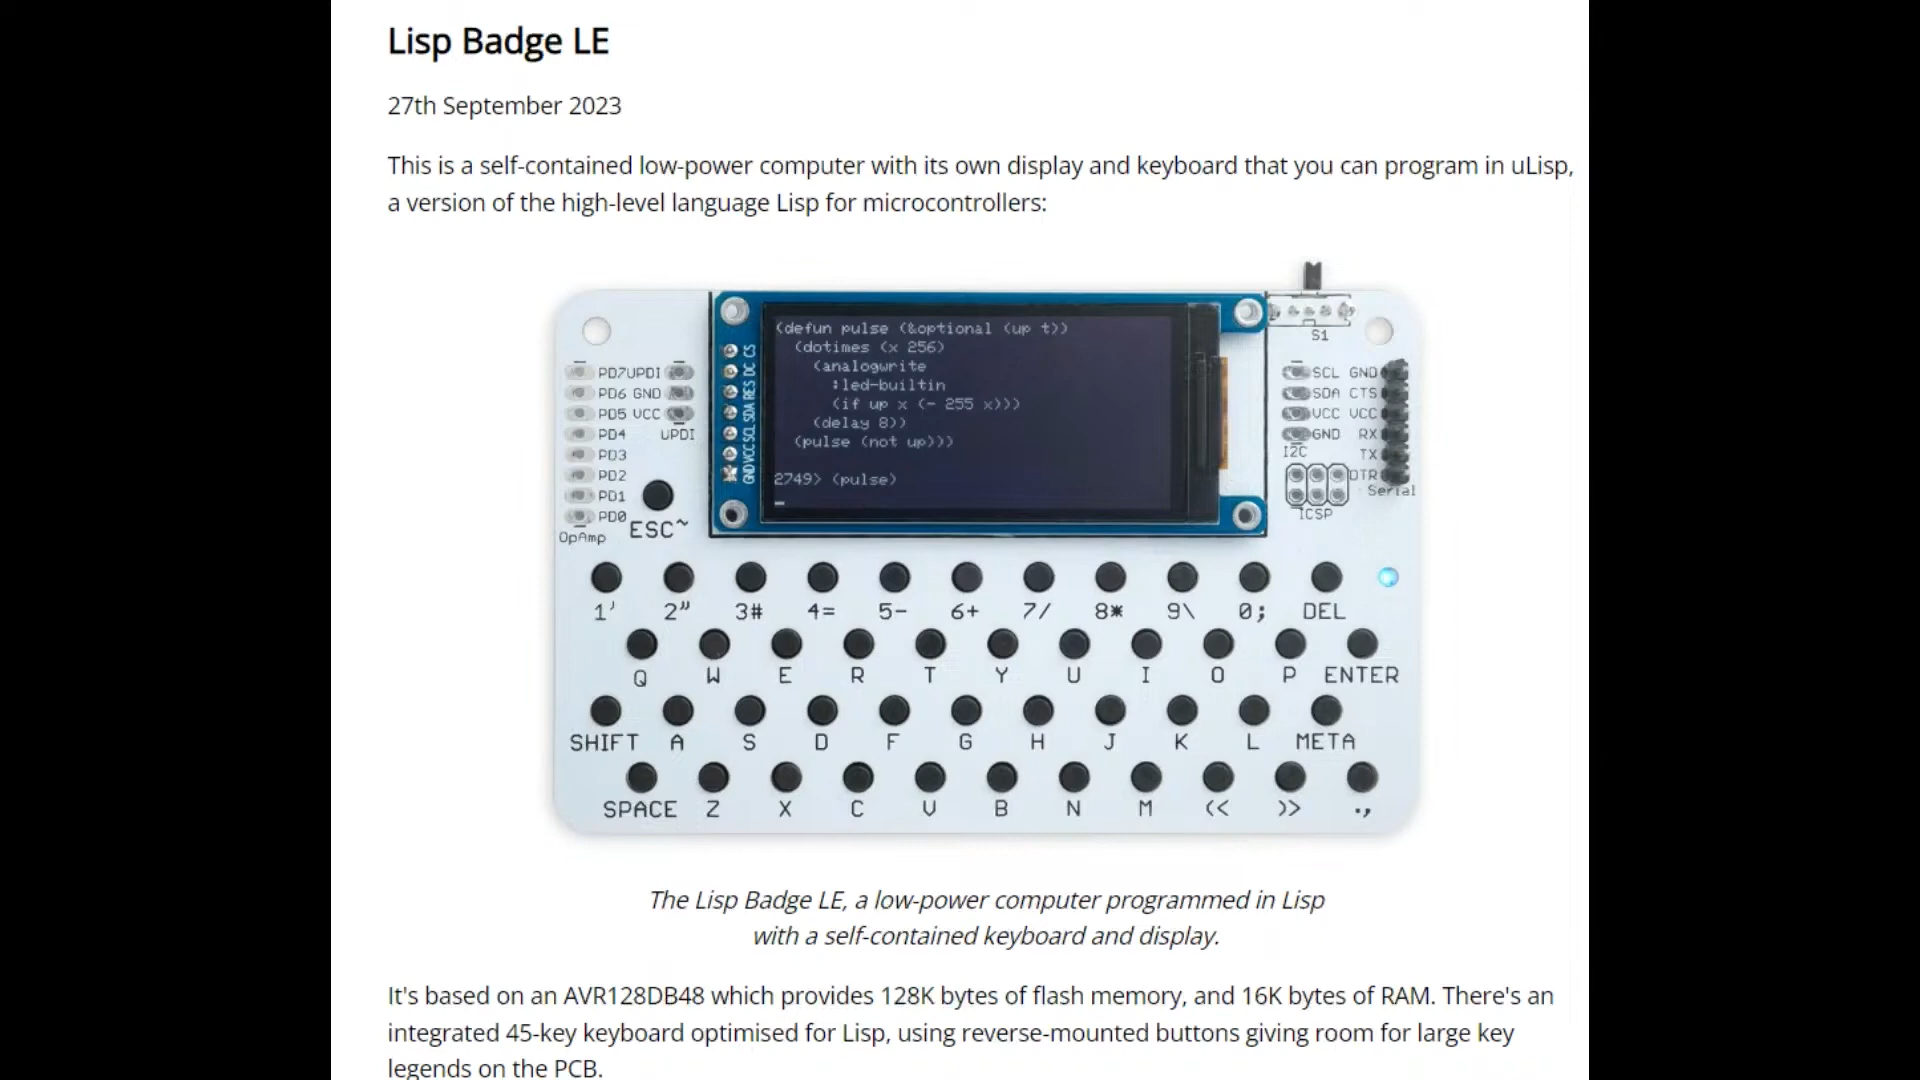 Lisp Badge LE
27th September 2023
This is a self-contained low-power computer with its own display and keyboard that you can program in uLisp,
a version of the high-level language Lisp for microcontrollers:
S1
(defun pulse (&optional (up t))
(dotimes (x 256)
(analogwrite
:led-builtin
(if up x (- 255 x)))
(delay 8))
(pulse (not up)))
2749> (pulse)
_
CS
DC
RES
SDA
SCL
VCC
GND
PD7 UPDI
PD6 GND
PD5 VCC
PD4 UPDI
PD3
PD2
PD1
PD0
OpAmp
ESC~
SCL GND
SDA CTS
VCC VCC
GND RX
I2C TX
DTR
Serial
ICSP
1' 2" 3# 4= 5- 6+ 7/ 8* 9\ 0; DEL
Q W E R T Y U I O P ENTER
SHIFT A S D F G H J K L META
SPACE Z X C V B N M << >> .,
The Lisp Badge LE, a low-power computer programmed in Lisp
with a self-contained keyboard and display.
It's based on an AVR128DB48 which provides 128K bytes of flash memory, and 16K bytes of RAM. There's an
integrated 45-key keyboard optimised for Lisp, using reverse-mounted buttons giving room for large key
legends on the PCB.